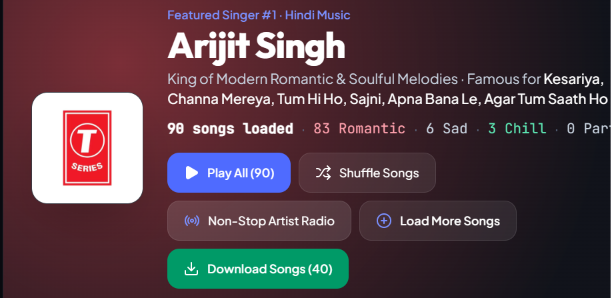 Featured Singer #1 · Hindi Music
Arijit Singh
King of Modern Romantic & Soulful Melodies · Famous for Kesariya,
Channa Mereya, Tum Hi Ho, Sajni, Apna Bana Le, Agar Tum Saath Ho
90 songs loaded · 83 Romantic · 6 Sad · 3 Chill · 0
T
SERIES
Play All (90)
Shuffle Songs
Non-Stop Artist Radio
Load More Songs
Download Songs (40)